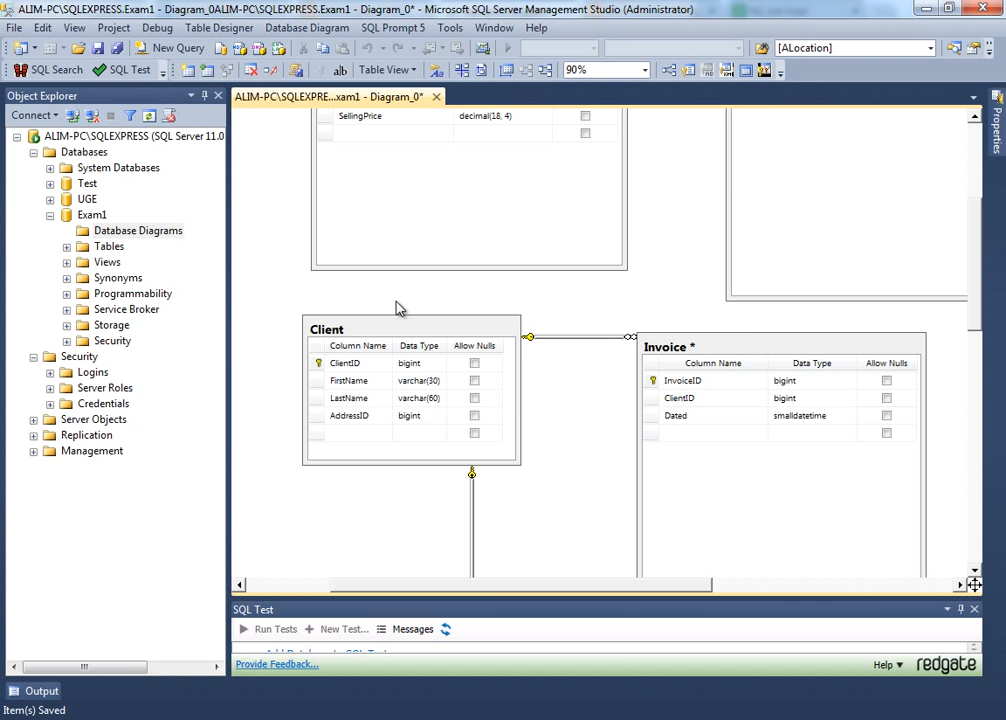 ALIM-PC\SQLEXPRESS.Exam1 - Diagram_0ALIM-PC\SQLEXPRESS.Exam1 - Diagram_0* - Microsoft SQL Server Management Studio (Administrator)
File Edit View Project Debug Table Designer Database Diagram SQL Prompt 5 Tools Window Help
New Query [ALocation]
SQL Search SQL Test ab Table View 90%
Object Explorer
ALIM-PC\SQLEXPRE...xam1 - Diagram_0*
Connect
ALIM-PC\SQLEXPRESS (SQL Server 11.0
Databases
System Databases
Test
UGE
Exam1
Database Diagrams
Tables
Views
Synonyms
Programmability
Service Broker
Storage
Security
Security
Logins
Server Roles
Credentials
Server Objects
Replication
Management
SellingPrice decimal(18, 4)
Client
Column Name Data Type Allow Nulls
ClientID bigint
FirstName varchar(30)
LastName varchar(60)
AddressID bigint
Invoice *
Column Name Data Type Allow Nulls
InvoiceID bigint
ClientID bigint
Dated smalldatetime
Properties
SQL Test
Run Tests New Test... Messages
Provide Feedback...
Help redgate
Output
Item(s) Saved